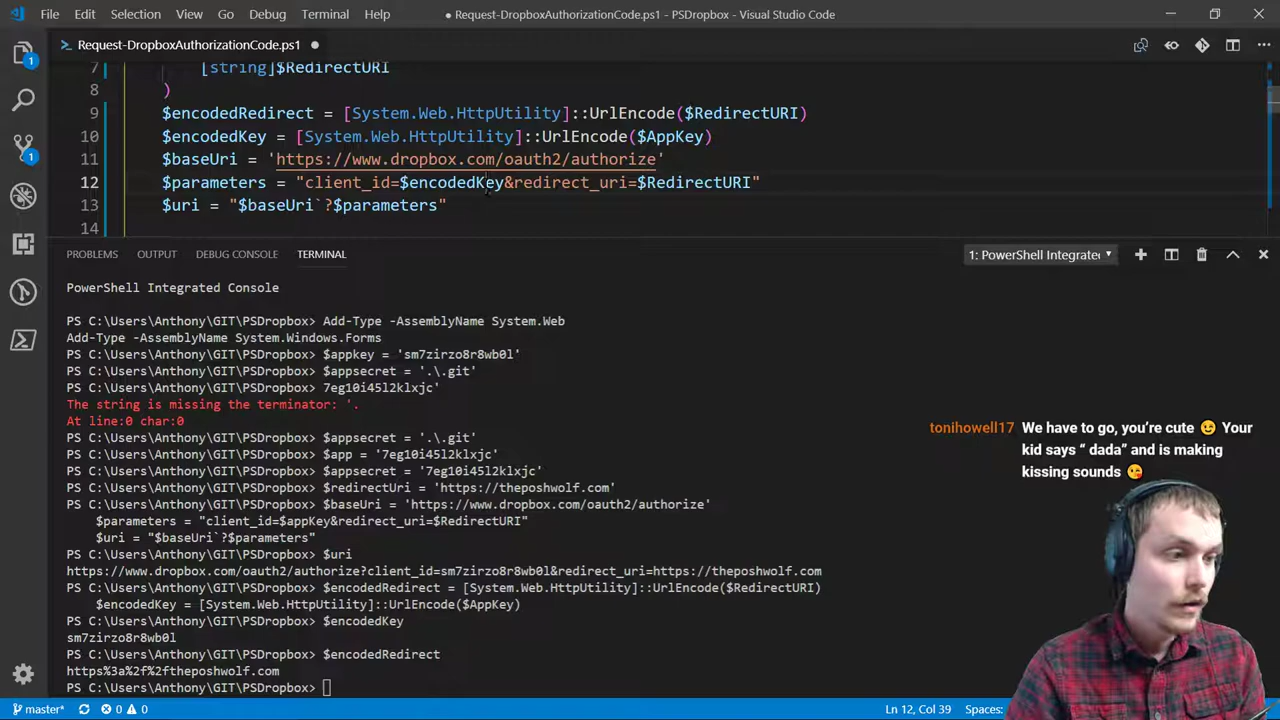 File Edit Selection View Go Debug Terminal Help ● Request-DropboxAuthorizationCode.ps1 - PSDropbox - Visual Studio Code
Request-DropboxAuthorizationCode.ps1 ●
7 [string]$RedirectURI
8 )
9 $encodedRedirect = [System.Web.HttpUtility]::UrlEncode($RedirectURI)
10 $encodedKey = [System.Web.HttpUtility]::UrlEncode($AppKey)
11 $baseUri = 'https://www.dropbox.com/oauth2/authorize'
12 $parameters = "client_id=$encodedKey&redirect_uri=$RedirectURI"
13 $uri = "$baseUri`?$parameters"
14
PROBLEMS OUTPUT DEBUG CONSOLE TERMINAL 1: PowerShell Integrate
PowerShell Integrated Console
PS C:\Users\Anthony\GIT\PSDropbox> Add-Type -AssemblyName System.Web
Add-Type -AssemblyName System.Windows.Forms
PS C:\Users\Anthony\GIT\PSDropbox> $appkey = 'sm7zirzo8r8wb0l'
PS C:\Users\Anthony\GIT\PSDropbox> $appsecret = '.\.git'
PS C:\Users\Anthony\GIT\PSDropbox> 7eg10i45l2klxjc'
The string is missing the terminator: '.
At line:0 char:0
PS C:\Users\Anthony\GIT\PSDropbox> $appsecret = '.\.git'
PS C:\Users\Anthony\GIT\PSDropbox> $app = '7eg10i45l2klxjc'
PS C:\Users\Anthony\GIT\PSDropbox> $appsecret = '7eg10i45l2klxjc'
PS C:\Users\Anthony\GIT\PSDropbox> $redirectUri = 'https://theposhwolf.com'
PS C:\Users\Anthony\GIT\PSDropbox> $baseUri = 'https://www.dropbox.com/oauth2/authorize'
$parameters = "client_id=$appKey&redirect_uri=$RedirectURI"
$uri = "$baseUri`?$parameters"
PS C:\Users\Anthony\GIT\PSDropbox> $uri
https://www.dropbox.com/oauth2/authorize?client_id=sm7zirzo8r8wb0l&redirect_uri=https://theposhwolf.com
PS C:\Users\Anthony\GIT\PSDropbox> $encodedRedirect = [System.Web.HttpUtility]::UrlEncode($RedirectURI)
$encodedKey = [System.Web.HttpUtility]::UrlEncode($AppKey)
PS C:\Users\Anthony\GIT\PSDropbox> $encodedKey
sm7zirzo8r8wb0l
PS C:\Users\Anthony\GIT\PSDropbox> $encodedRedirect
https%3a%2f%2ftheposhwolf.com
PS C:\Users\Anthony\GIT\PSDropbox>
tonihowell17 We have to go, you’re cute 😉 Your
kid says “ dada” and is making
kissing sounds 😘
1
1
master* 0 0 Ln 12, Col 39 Spaces: